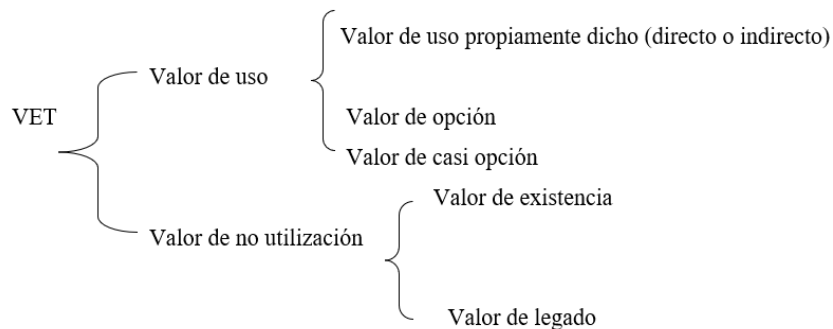 Valor de uso propiamente dicho (directo o indirecto)
Valor de uso
VET
Valor de opción
Valor de casi opción
Valor de existencia
Valor de no utilización
Valor de legado